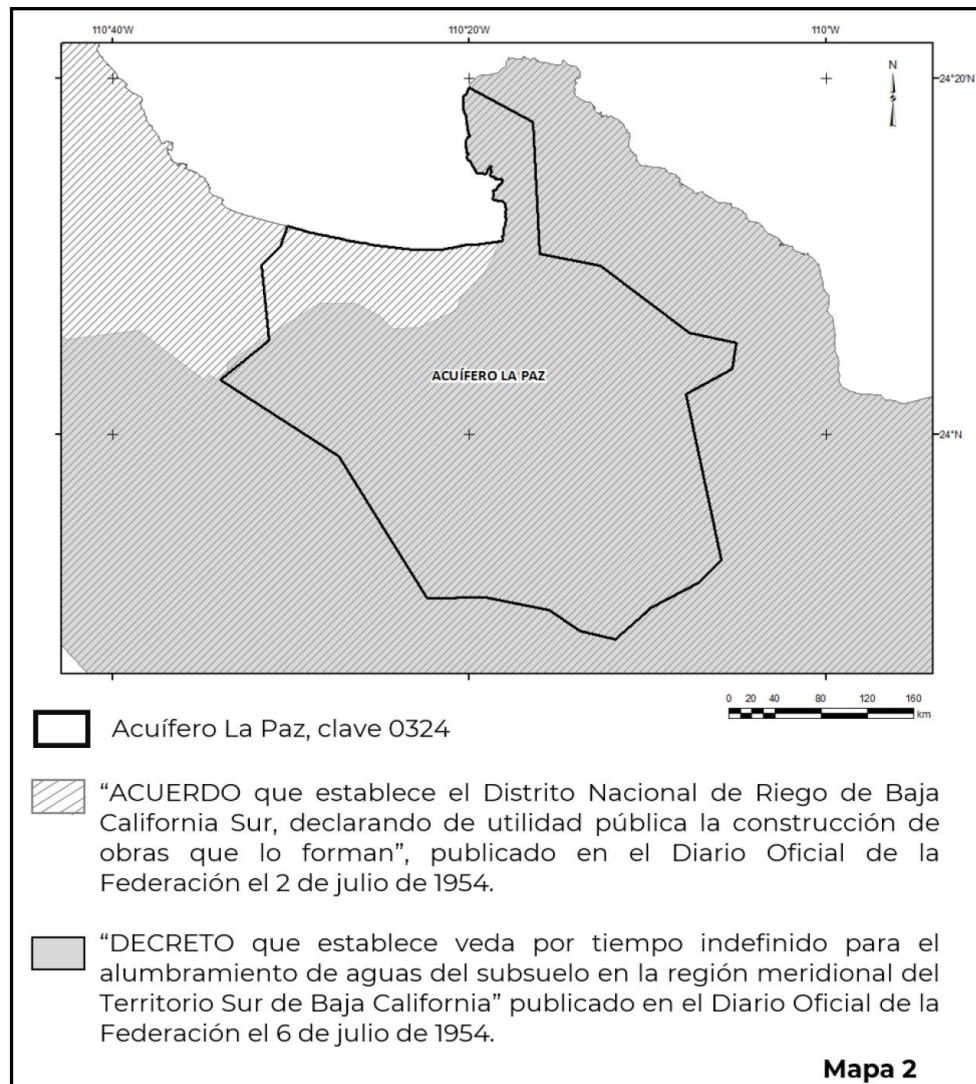 110°40'W 110°20'W 110°W
N
24°20'N
ACUÍFERO LA PAZ
24°N
0 20 40 80 120 160
km
Acuífero La Paz, clave 0324
“ACUERDO que establece el Distrito Nacional de Riego de Baja
California Sur, declarando de utilidad pública la construcción de
obras que lo forman”, publicado en el Diario Oficial de la
Federación el 2 de julio de 1954.
“DECRETO que establece veda por tiempo indefinido para el
alumbramiento de aguas del subsuelo en la región meridional del
Territorio Sur de Baja California” publicado en el Diario Oficial de la
Federación el 6 de julio de 1954.
Mapa 2